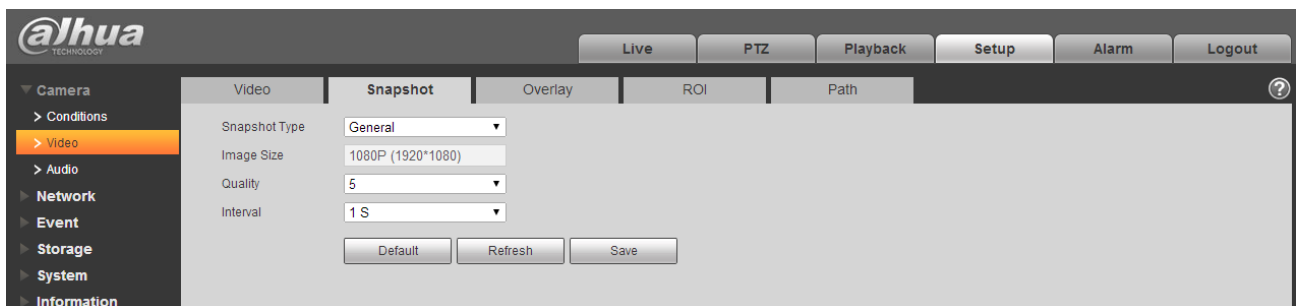 alhua
TECHNOLOGY
Live PTZ Playback Setup Alarm Logout
Camera
> Conditions
> Video
> Audio
Network
Event
Storage
System
Information
Video Snapshot Overlay ROI Path ?
Snapshot Type General
Image Size 1080P (1920*1080)
Quality 5
Interval 1 S
Default Refresh Save